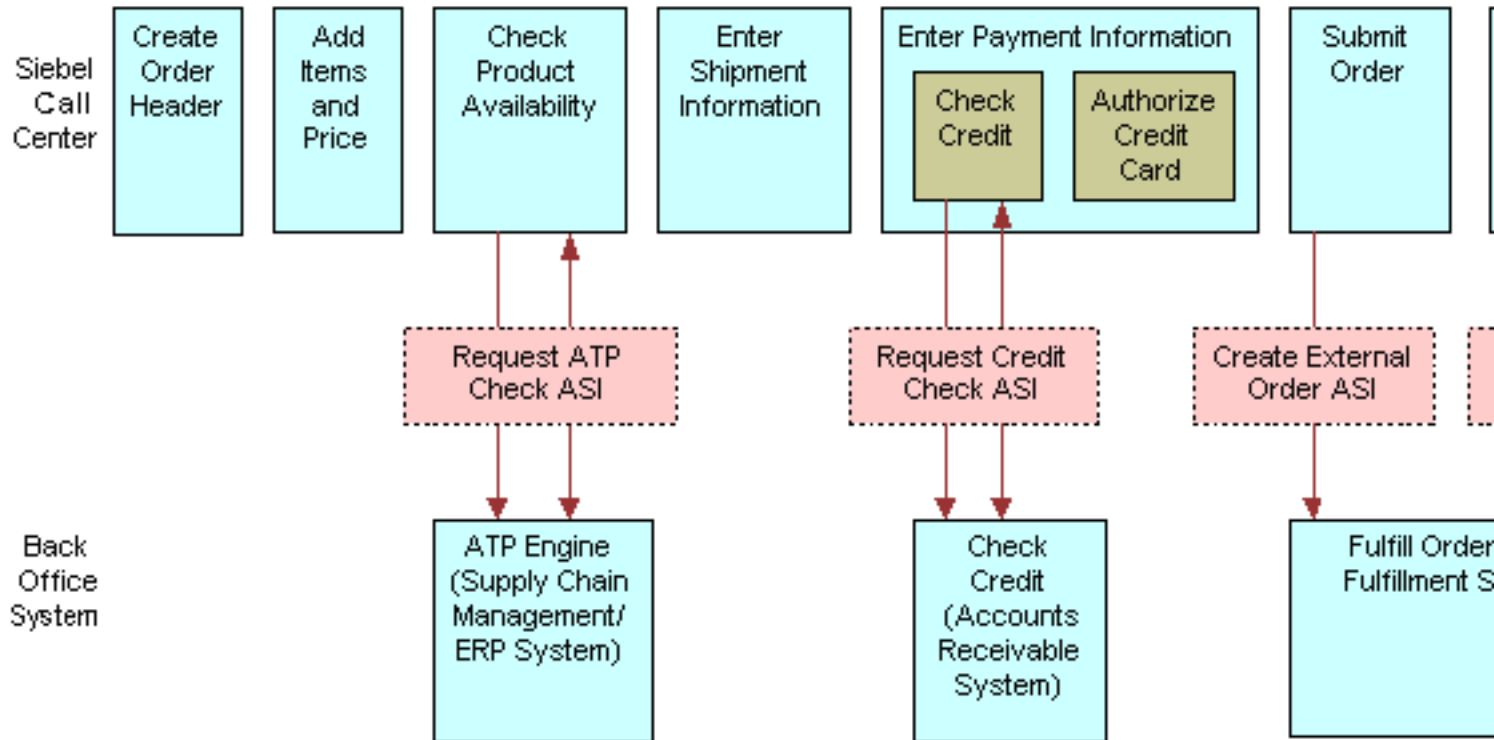 Siebel
Call
Center
Create
Order
Header
Add
Items
and
Price
Check
Product
Availability
Enter
Shipment
Information
Enter Payment Information
Check
Credit
Authorize
Credit
Card
Submit
Order
Request ATP
Check ASI
Request Credit
Check ASI
Create External
Order ASI
Back
Office
System
ATP Engine
(Supply Chain
Management/
ERP System)
Check
Credit
(Accounts
Receivable
System)
Fulfill Order
Fulfillment S